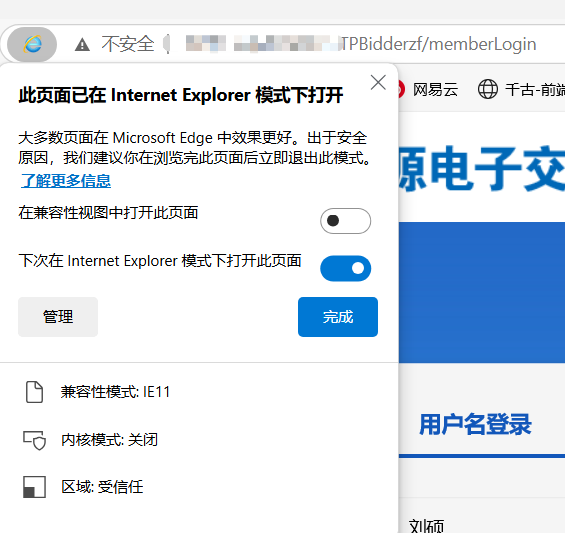 不安全
TPBidderzf/memberLogin
此页面已在 Internet Explorer 模式下打开
网易云
千古-前端
大多数页面在 Microsoft Edge 中效果更好。出于安全
原因，我们建议你在浏览完此页面后立即退出此模式。
了解更多信息
源电子交
在兼容性视图中打开此页面
下次在 Internet Explorer 模式下打开此页面
管理
完成
兼容性模式: IE11
用户名登录
内核模式: 关闭
区域: 受信任
刘硕